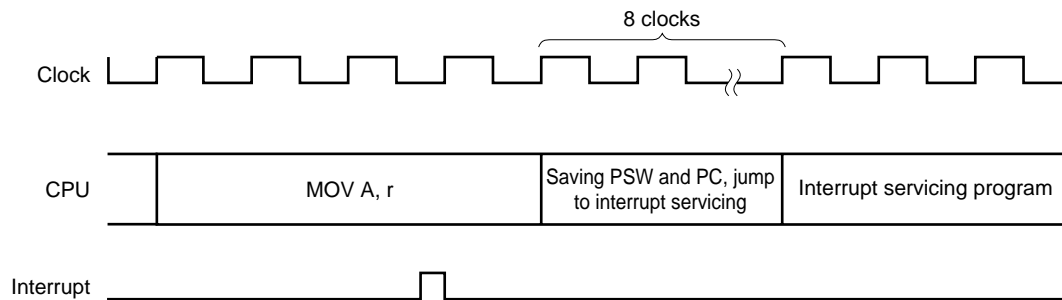 8 clocks
Clock
CPU
MOV A, r
Saving PSW and PC, jump
to interrupt servicing
Interrupt servicing program
Interrupt